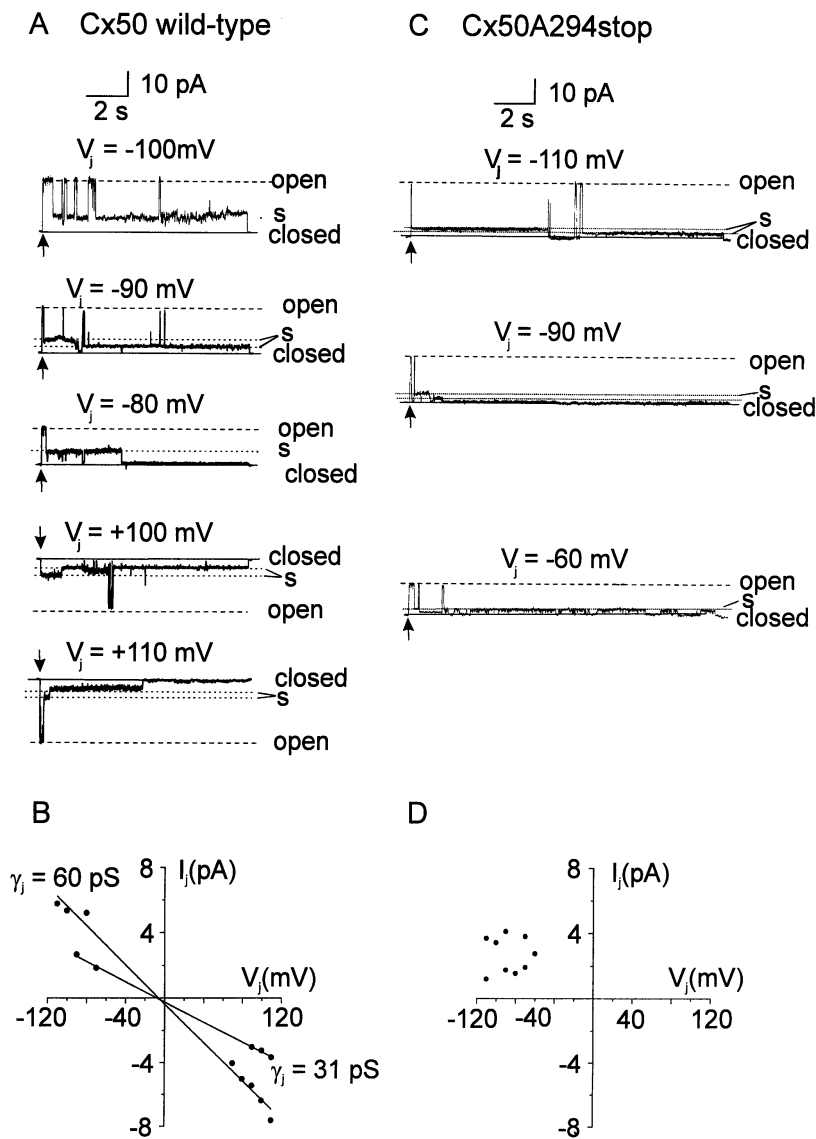 A Cx50 wild-type
10 pA
2 s
Vj = -100mV
open
s
closed
Vj = -90 mV
open
s
closed
Vj = -80 mV
open
s
closed
Vj = +100 mV
closed
s
open
Vj = +110 mV
closed
s
open
C Cx50A294stop
10 pA
2 s
Vj = -110 mV
open
s
closed
Vj = -90 mV
open
s
closed
Vj = -60 mV
open
s
closed
B
γj = 60 pS
8
Ij(pA)
4
Vj(mV)
-120 -40 120
-4
γj = 31 pS
-8
D
8
Ij(pA)
4
Vj(mV)
-120 -40 40 120
-4
-8